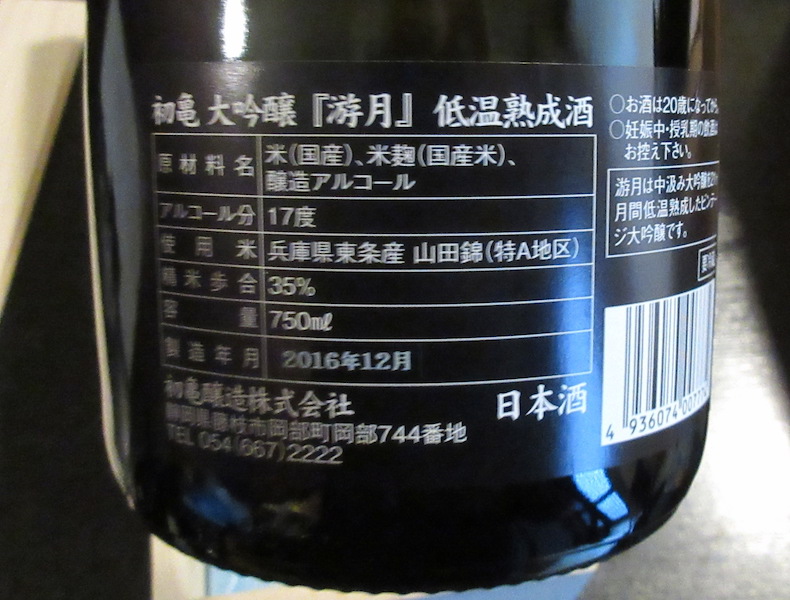 初亀 大吟醸『游月』 低温熟成酒
原材料名 米(国産)、米麹(国産米)、
醸造アルコール
アルコール分 17度
使用米 兵庫県東条産 山田錦(特A地区)
精米歩合 35%
容量 750㎖
製造年月 2016年12月
初亀醸造株式会社
静岡県藤枝市岡部町岡部744番地
TEL 054(667)2222
日本酒
○お酒は20歳になってから
○妊娠中・授乳期の飲酒は
お控え下さい。
游月は中汲み大吟醸を
月間低温熟成したビンテー
ジ大吟醸です。
4 936074